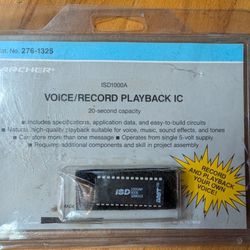 Cat. No. 276-1325
ARCHER
ISD1000A
VOICE/RECORD PLAYBACK IC
20-second capacity
• Includes specifications, application data, and easy-to-build circuits
• Natural, high-quality playback suitable for voice, music, sound effects, and tones
• Can store more than one message • Operates from single 5-volt supply
• Requires additional components and skill in project assembly
RECORD
AND PLAYBACK
YOUR OWN
VOICE!
ISD